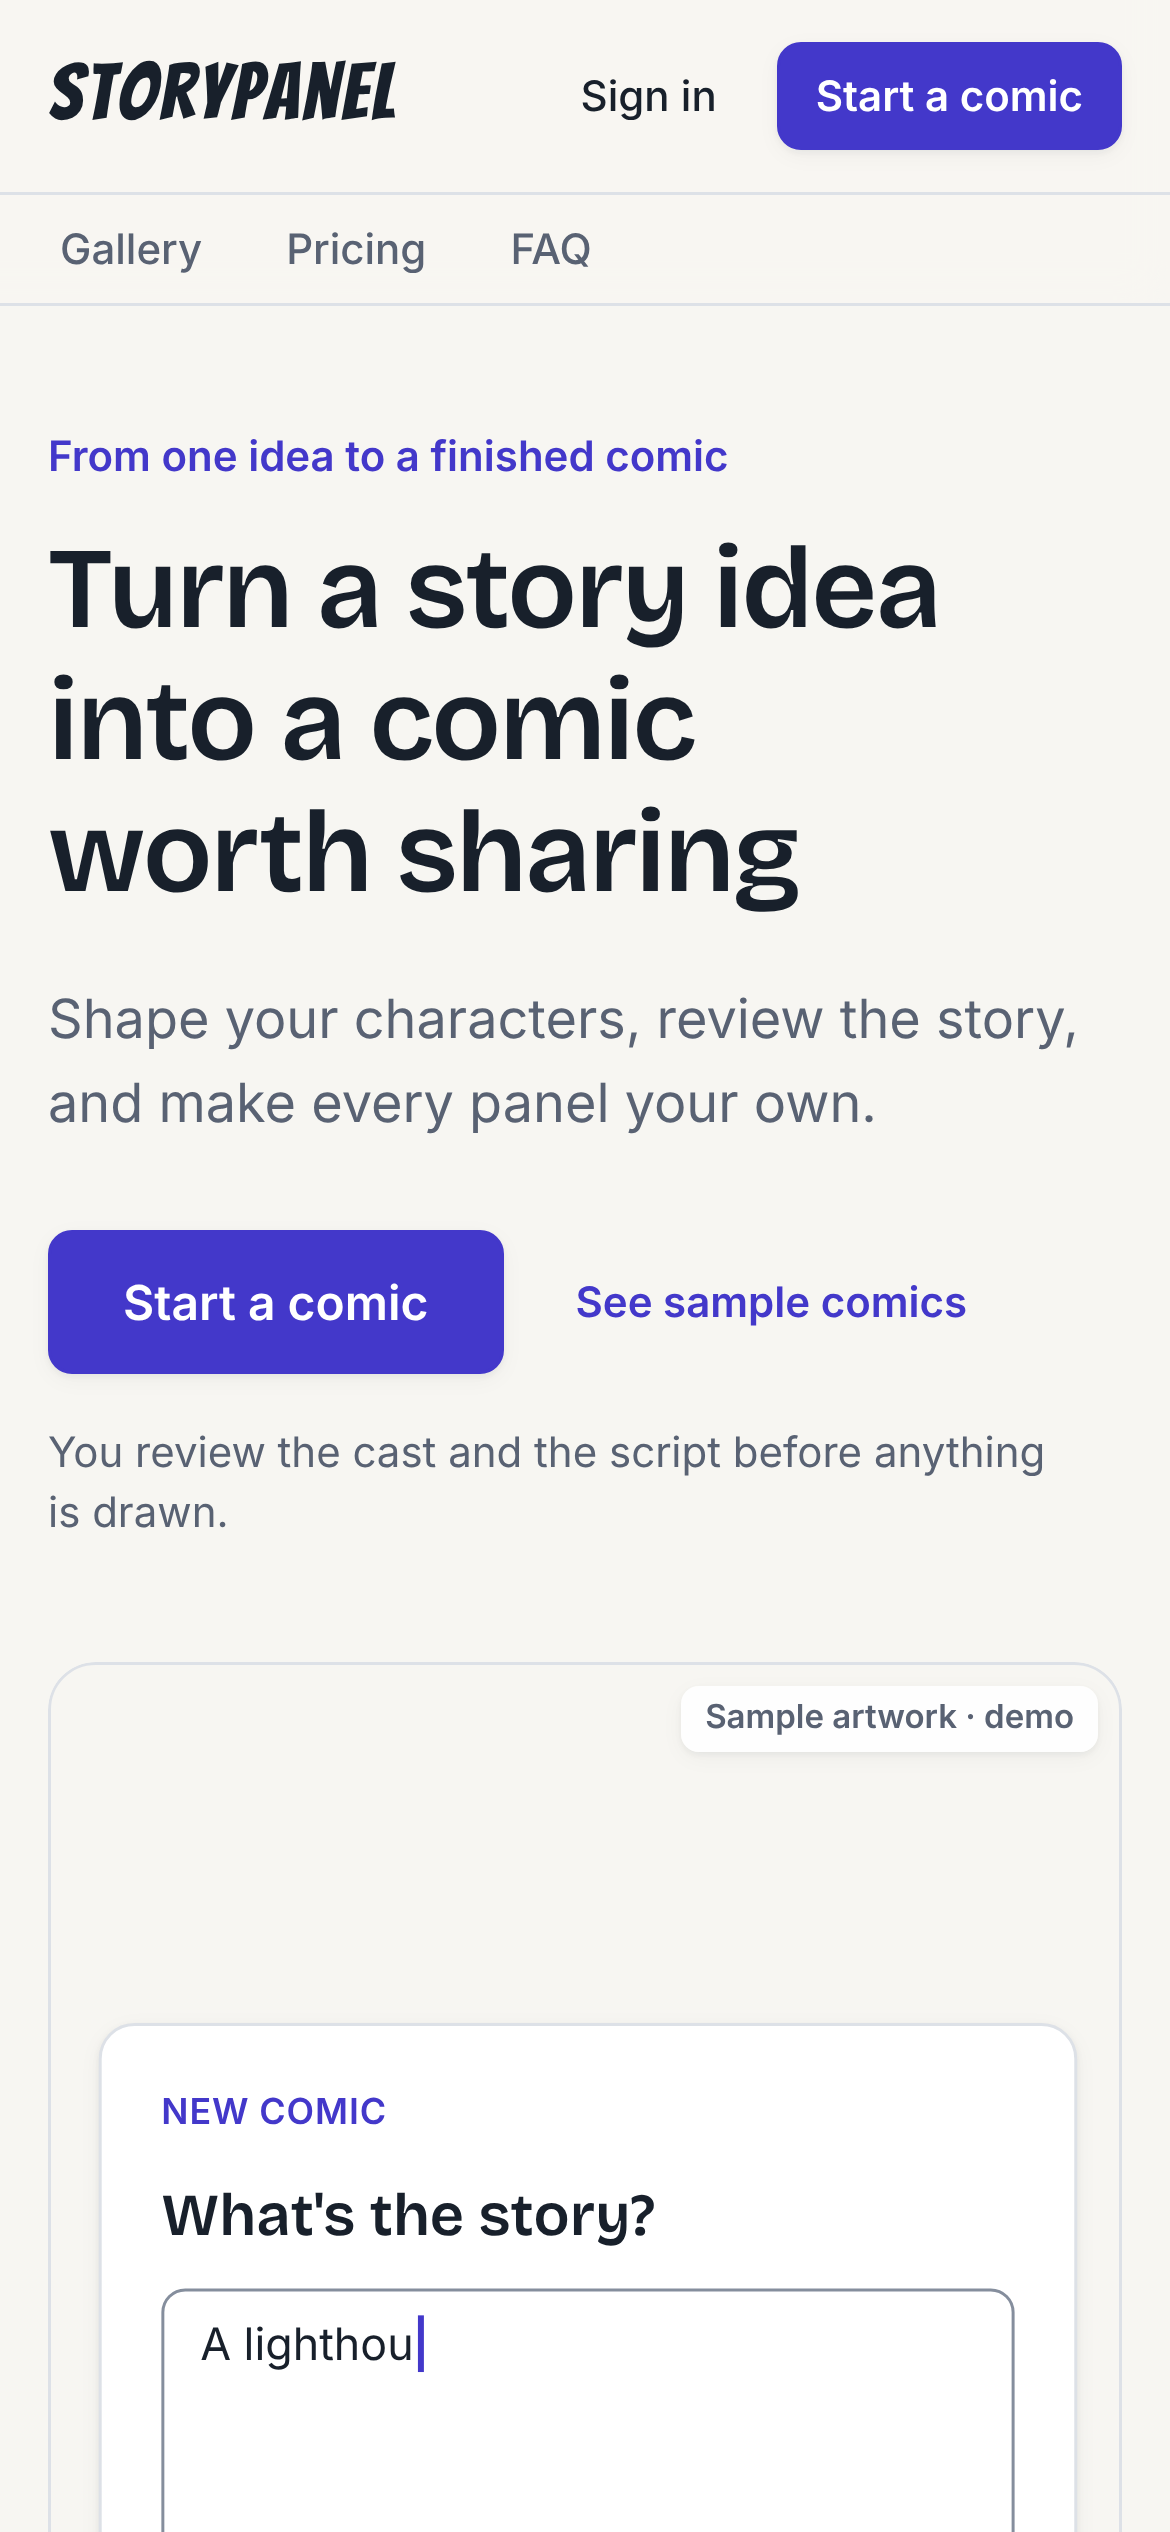 STORYPANEL
Sign in
Start a comic
Gallery
Pricing
FAQ
From one idea to a finished comic
Turn a story idea
into a comic
worth sharing
Shape your characters, review the story,
and make every panel your own.
Start a comic
See sample comics
You review the cast and the script before anything
is drawn.
Sample artwork · demo
NEW COMIC
What's the story?
A lighthou